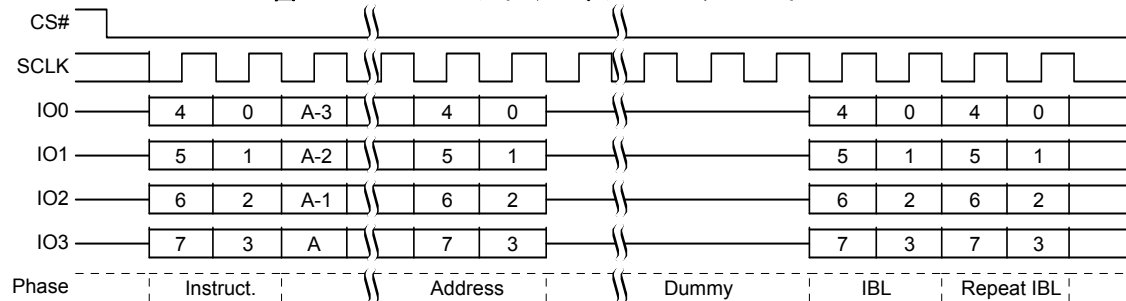 CS#
SCLK
IO0 4 0 A-3 4 0 4 0 4 0
IO1 5 1 A-2 5 1 5 1 5 1
IO2 6 2 A-1 6 2 6 2 6 2
IO3 7 3 A 7 3 7 3 7 3
Phase Instruct. Address Dummy IBL Repeat IBL